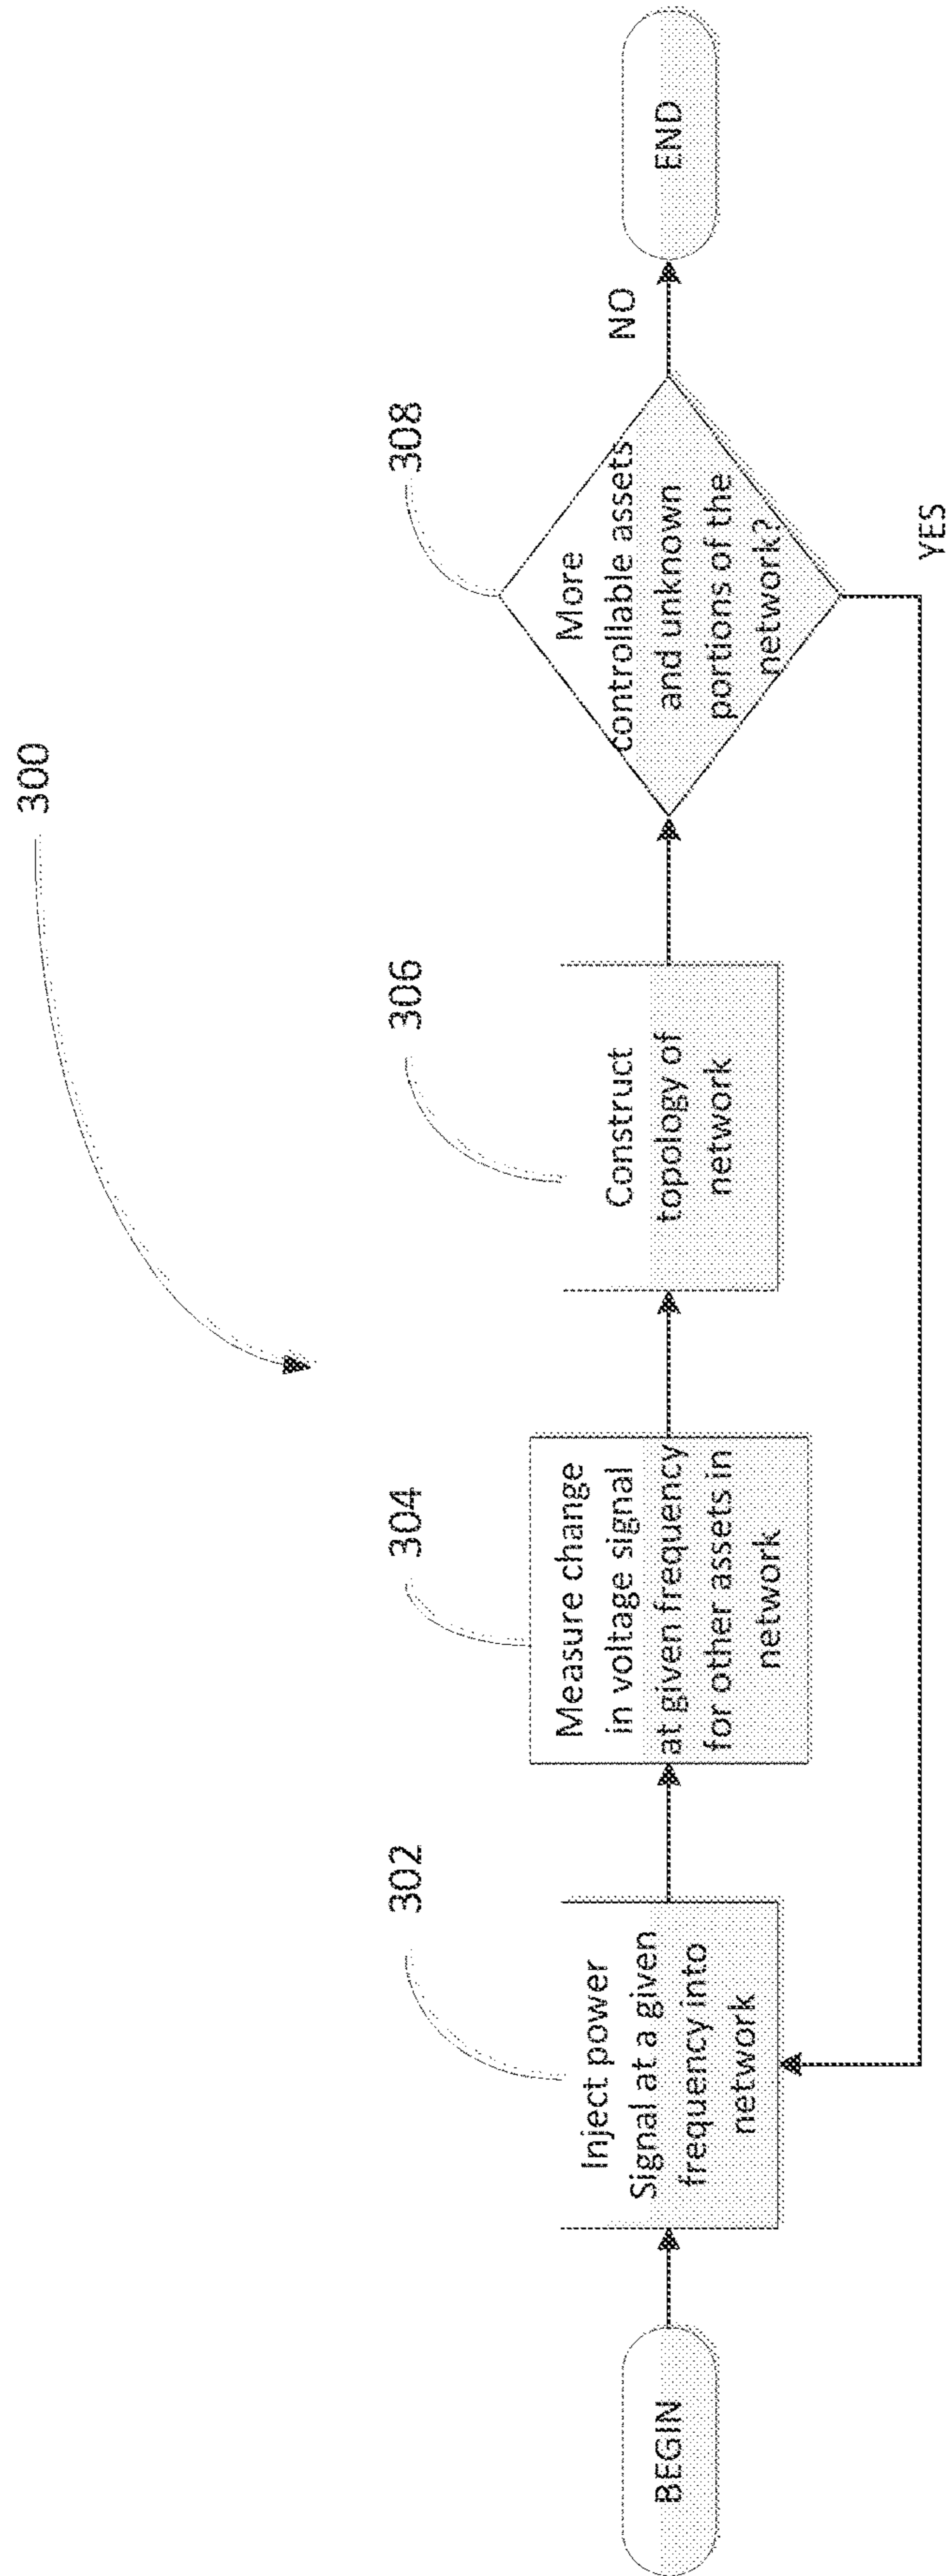 300
BEGIN
302
Inject power
Signal at a given
frequency into
network
304
Measure change
in voltage signal
at given frequency
for other assets in
network
306
Construct
topology of
network
308
More
controllable assets
and unknown
portions of the
network?
NO
YES
END